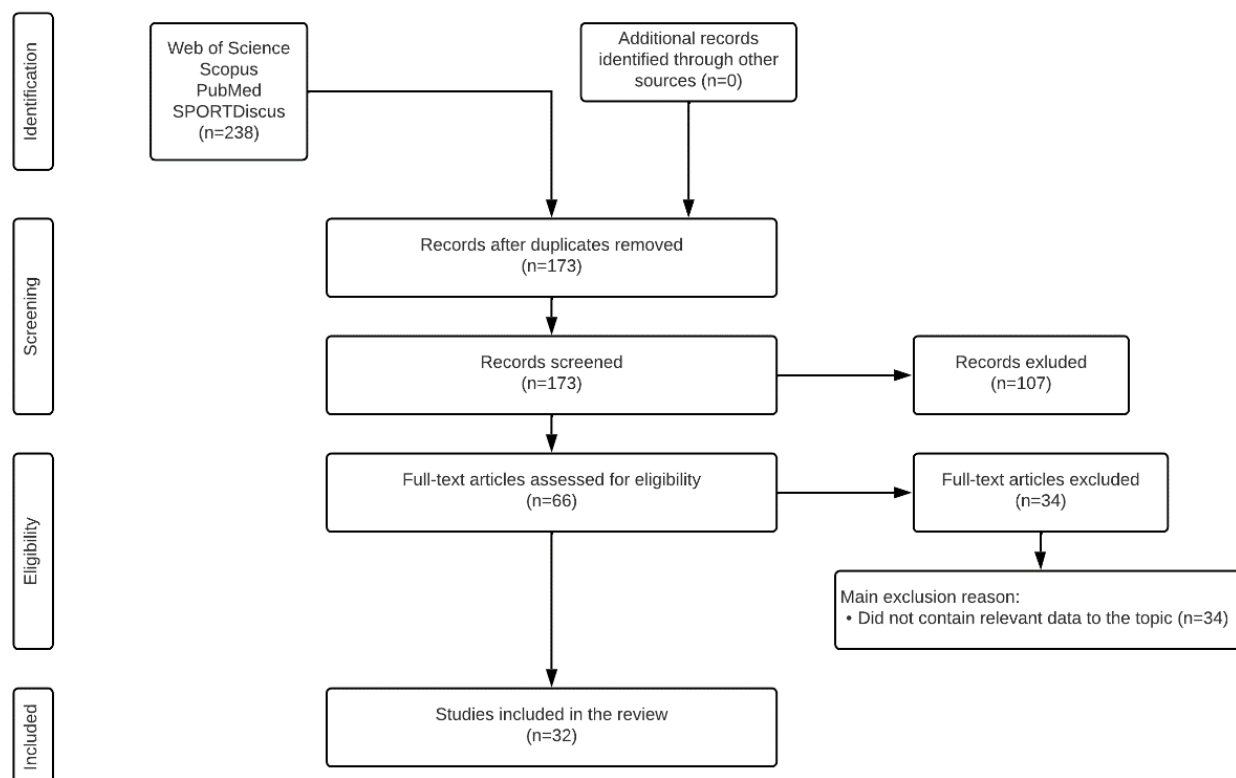 Identification
Web of Science
Scopus
PubMed
SPORTDiscus
(n=238)
Additional records
identified through other
sources (n=0)
Screening
Records after duplicates removed
(n=173)
Records screened
(n=173)
Records exluded
(n=107)
Eligibility
Full-text articles assessed for eligibility
(n=66)
Full-text articles excluded
(n=34)
Main exclusion reason:
• Did not contain relevant data to the topic (n=34)
Included
Studies included in the review
(n=32)